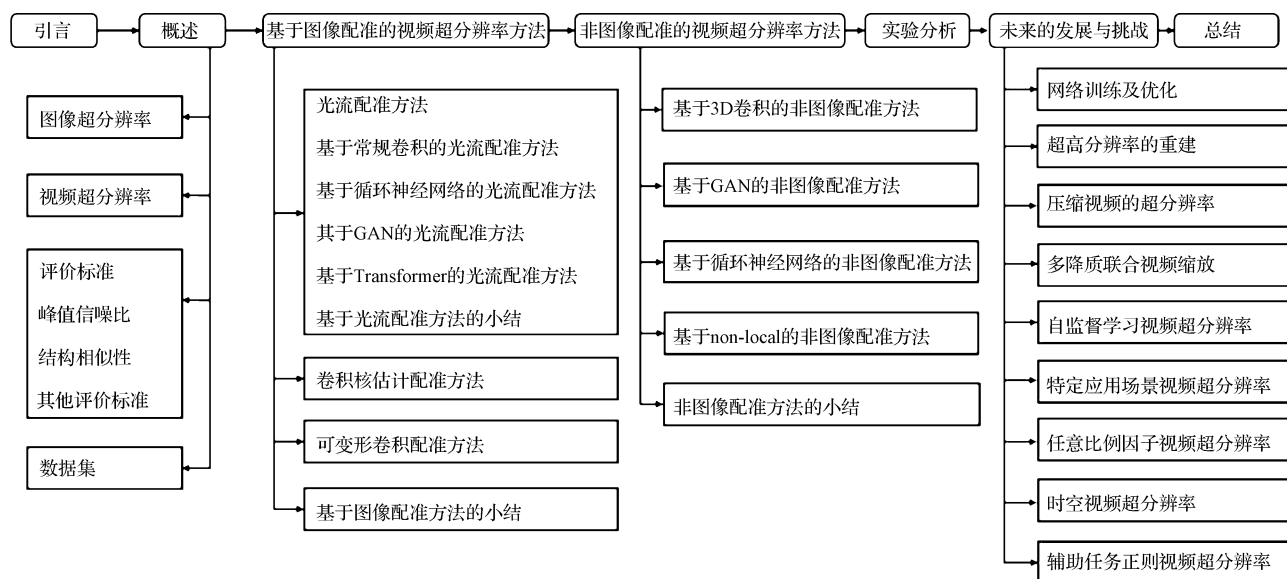 引言
概述
基于图像配准的视频超分辨率方法
非图像配准的视频超分辨率方法
实验分析
未来的发展与挑战
总结
图像超分辨率
视频超分辨率
评价标准
峰值信噪比
结构相似性
其他评价标准
数据集
光流配准方法
基于常规卷积的光流配准方法
基于循环神经网络的光流配准方法
其于GAN的光流配准方法
基于Transformer的光流配准方法
基于光流配准方法的小结
卷积核估计配准方法
可变形卷积配准方法
基于图像配准方法的小结
基于3D卷积的非图像配准方法
基于GAN的非图像配准方法
基于循环神经网络的非图像配准方法
基于non-local的非图像配准方法
非图像配准方法的小结
网络训练及优化
超高分辨率的重建
压缩视频的超分辨率
多降质联合视频缩放
自监督学习视频超分辨率
特定应用场景视频超分辨率
任意比例因子视频超分辨率
时空视频超分辨率
辅助任务正则视频超分辨率